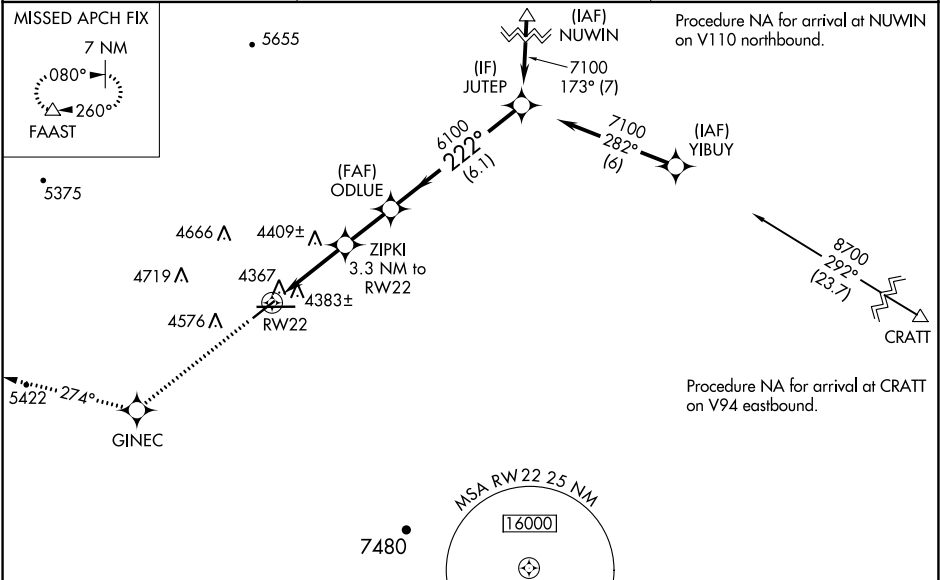 MISSED APCH FIX
7 NM
080°
260°
FAAST
5655
(IAF)
NUWIN
Procedure NA for arrival at NUWIN
on V110 northbound.
(IF)
JUTEP
7100
173° (7)
7100
282°
(6)
(IAF)
YIBUY
6100
222°
(6.1)
(FAF)
ODLUE
5375
4666
4409±
ZIPKI
3.3 NM to
RW22
4719
4367
4383±
4576
RW22
8700
292°
(23.7)
CRATT
5422
274°
GINEC
Procedure NA for arrival at CRATT
on V94 eastbound.
MSA RW22 25 NM
16000
7480